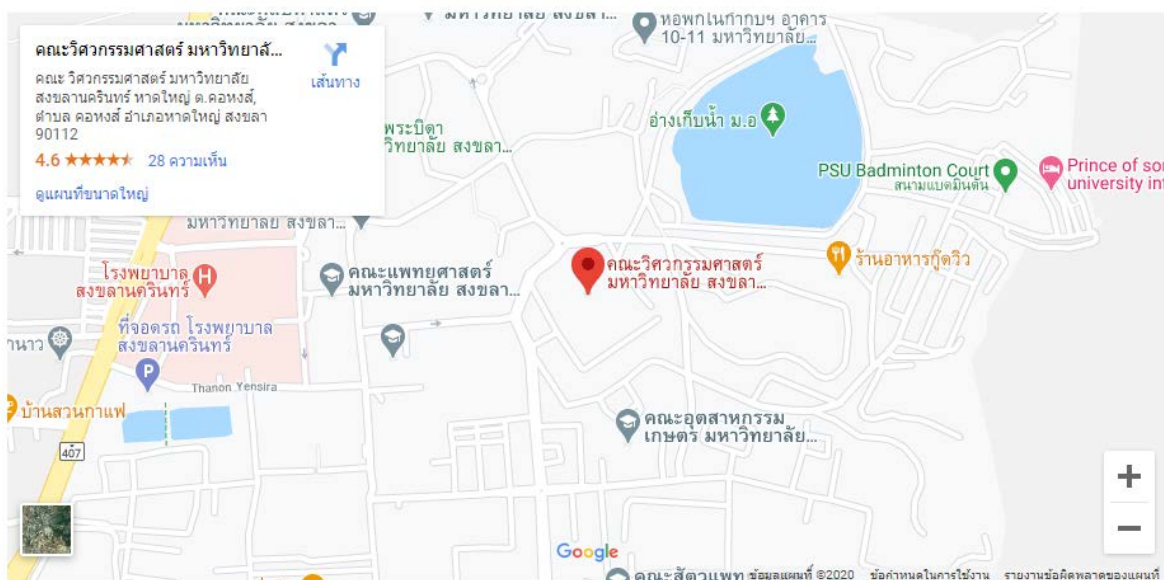 คณะวิศวกรรมศาสตร์ มหาวิทยาลั...
คณะ วิศวกรรมศาสตร์ มหาวิทยาลัย
สงขลานครินทร์ หาดใหญ่ ต.คอหงส์,
ตำบล คอหงส์ อำเภอหาดใหญ่ สงขลา
90112
4.6
28 ความเห็น
ดูแผนที่ขนาดใหญ่
เส้นทาง
มหาวิทยาลัย สงขลา...
หอพักในกำกับฯ อาคาร
10-11 มหาวิทยาลัย...
พระบิดา
วิทยาลัย สงขลา...
อ่างเก็บน้ำ ม.อ
PSU Badminton Court
สนามแบดมินตัน
Prince of son
university int
มหาวิทยาลัย สงขลา...
โรงพยาบาล
สงขลานครินทร์
H
คณะแพทยศาสตร์
มหาวิทยาลัย สงขลา...
คณะวิศวกรรมศาสตร์
มหาวิทยาลัย สงขลา...
ร้านอาหารกู๊ดวิว
ที่จอดรถ โรงพยาบาล
สงขลานครินทร์
P
านาว
Thanon Yensira
บ้านสวนกาแฟ
407
คณะอุตสาหกรรม
เกษตร มหาวิทยาลัย...
+
−
Google
คณะสัตวแพท
ข้อมูลแผนที่ ©2020
ข้อกำหนดในการใช้งาน
รายงานข้อผิดพลาดของแผนที่